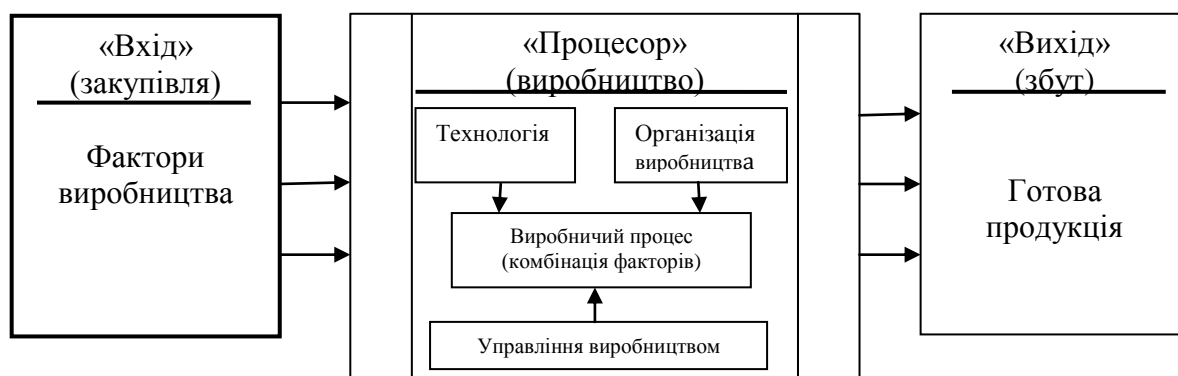 «Вхід»
(закупівля)
Фактори
виробництва
«Процесор»
(виробництво)
Технологія
Організація
виробництва
Виробничий процес
(комбінація факторів)
Управління виробництвом
«Вихід»
(збут)
Готова
продукція